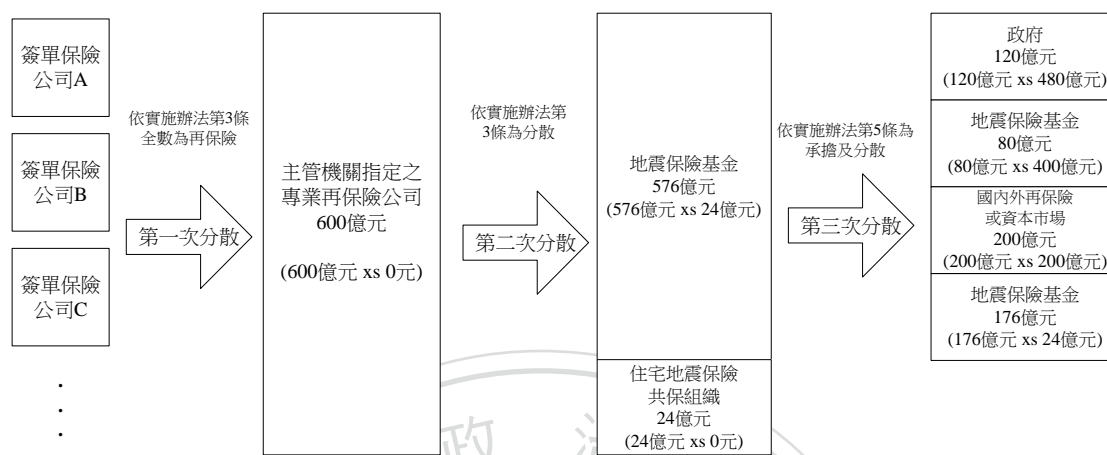 簽單保險
公司A
簽單保險
公司B
簽單保險
公司C
依實施辦法第3條
全數為再保險
第一次分散
主管機關指定之
專業再保險公司
600億元
(600億元 xs 0元)
依實施辦法第
3條為分散
第二次分散
地震保險基金
576億元
(576億元 xs 24億元)
住宅地震保險
共保組織
24億元
(24億元 xs 0元)
依實施辦法第5條為
承擔及分散
第三次分散
政府
120億元
(120億元 xs 480億元)
地震保險基金
80億元
(80億元 xs 400億元)
國內外再保險
或資本市場
200億元
(200億元 xs 200億元)
地震保險基金
176億元
(176億元 xs 24億元)
政